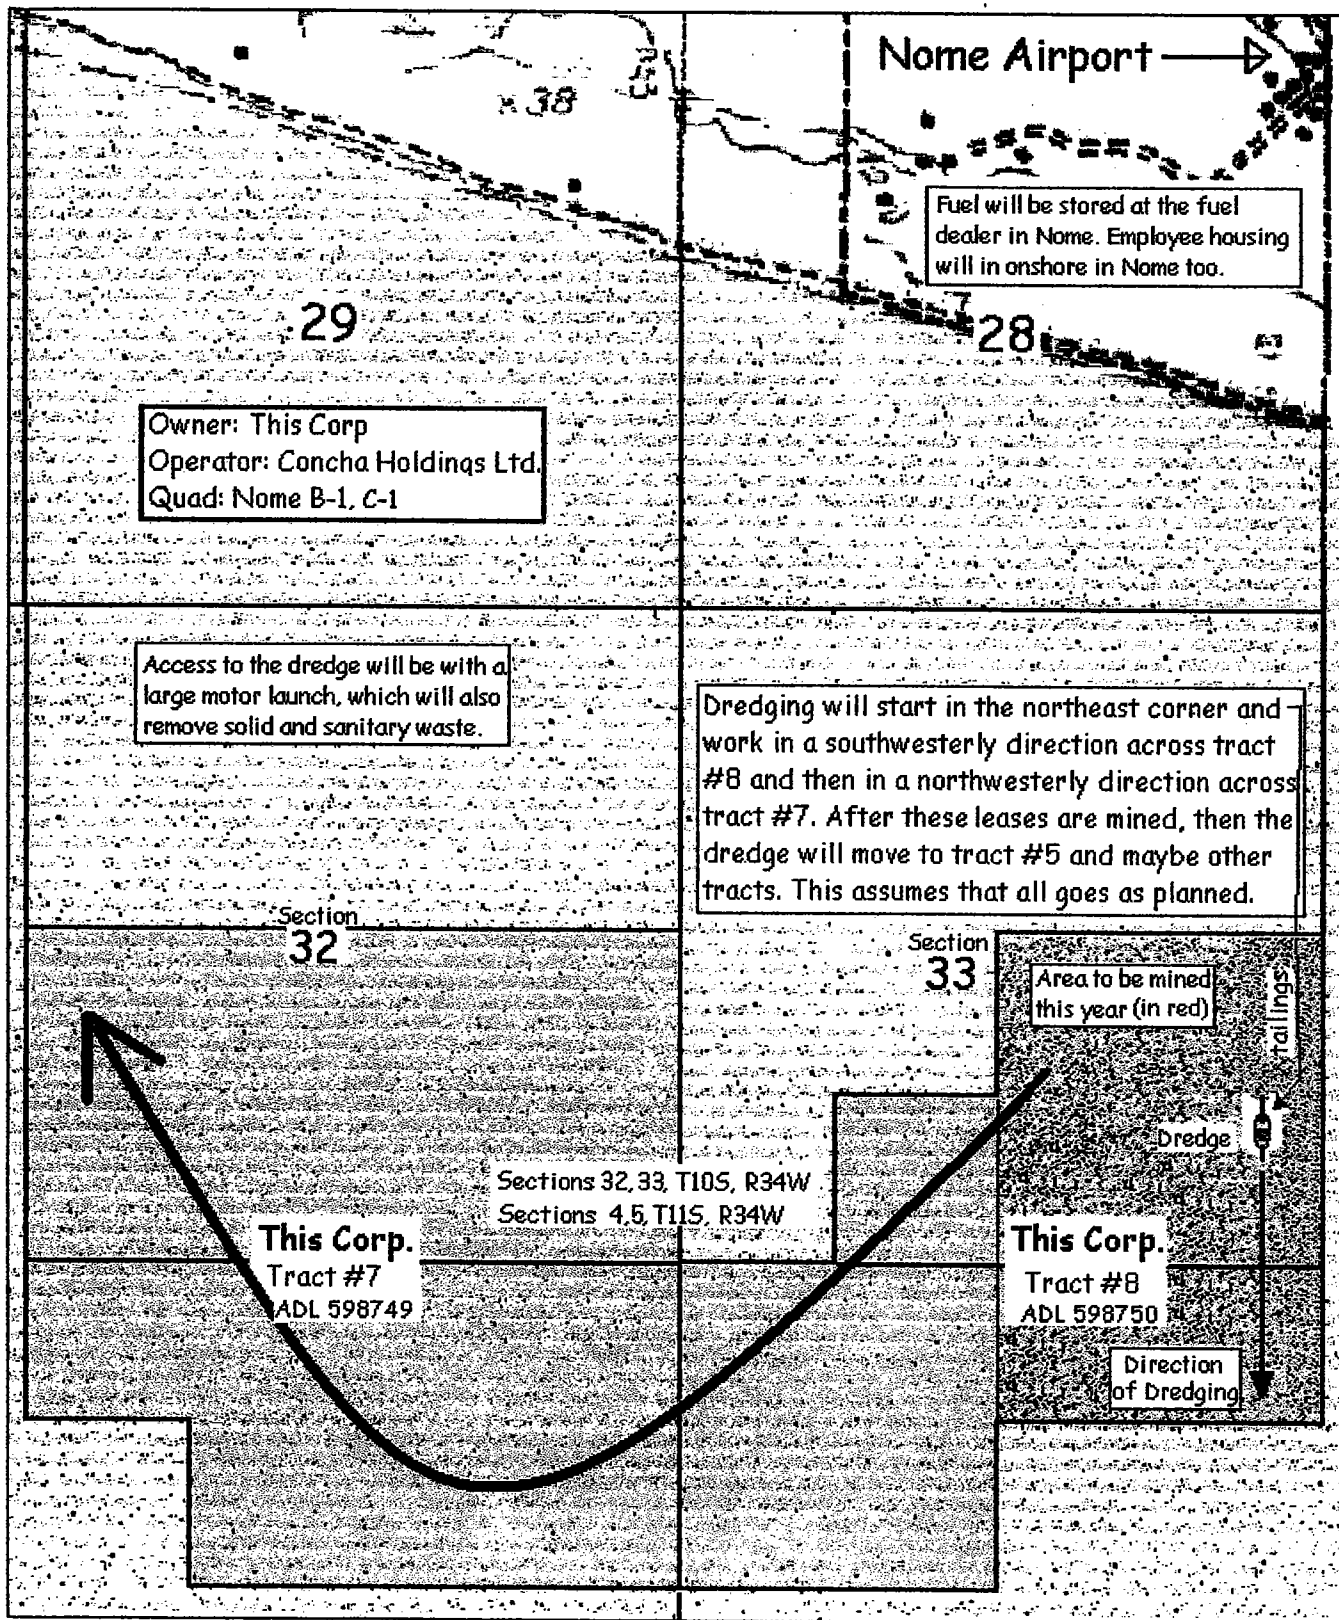 Nome Airport
x 38
Fuel will be stored at the fuel
dealer in Nome. Employee housing
will in onshore in Nome too.
29
28
Owner: This Corp
Operator: Concha Holdings Ltd.
Quad: Nome B-1, C-1
Access to the dredge will be with a
large motor launch, which will also
remove solid and sanitary waste.
Dredging will start in the northeast corner and
work in a southwesterly direction across tract
#8 and then in a northwesterly direction across
tract #7. After these leases are mined, then the
dredge will move to tract #5 and maybe other
tracts. This assumes that all goes as planned.
Section
32
Section
33
Area to be mined
this year (in red)
tailings
Dredge
Sections 32,33, T10S, R34W
Sections 4,5, T11S, R34W
This Corp.
Tract #7
ADL 598749
This Corp.
Tract #8
ADL 598750
Direction
of Dredging